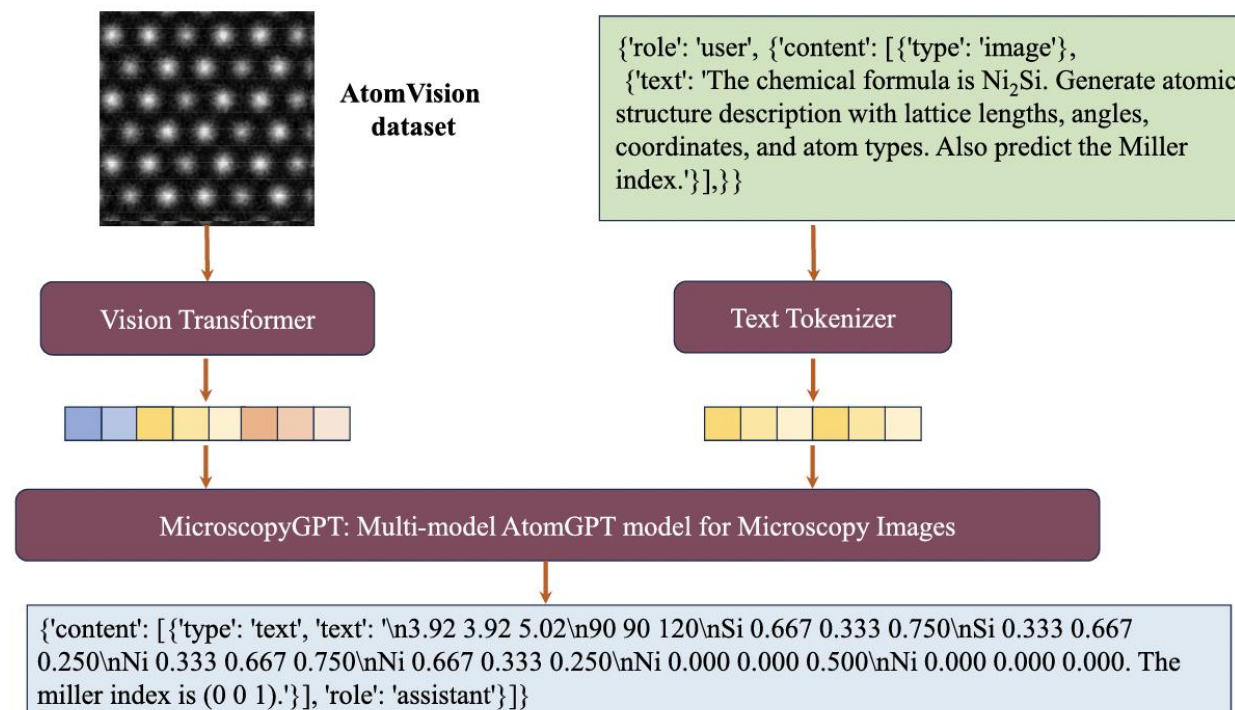 AtomVision
dataset
{'role': 'user', {'content': [{'type': 'image'},
{'text': 'The chemical formula is Ni₂Si. Generate atomic
structure description with lattice lengths, angles,
coordinates, and atom types. Also predict the Miller
index.'}],}}
Vision Transformer
Text Tokenizer
MicroscopyGPT: Multi-model AtomGPT model for Microscopy Images
{'content': [{'type': 'text', 'text': '\n3.92 3.92 5.02\n90 90 120\nSi 0.667 0.333 0.750\nSi 0.333 0.667
0.250\nNi 0.333 0.667 0.750\nNi 0.667 0.333 0.250\nNi 0.000 0.000 0.500\nNi 0.000 0.000 0.000. The
miller index is (0 0 1).'}], 'role': 'assistant'}]}